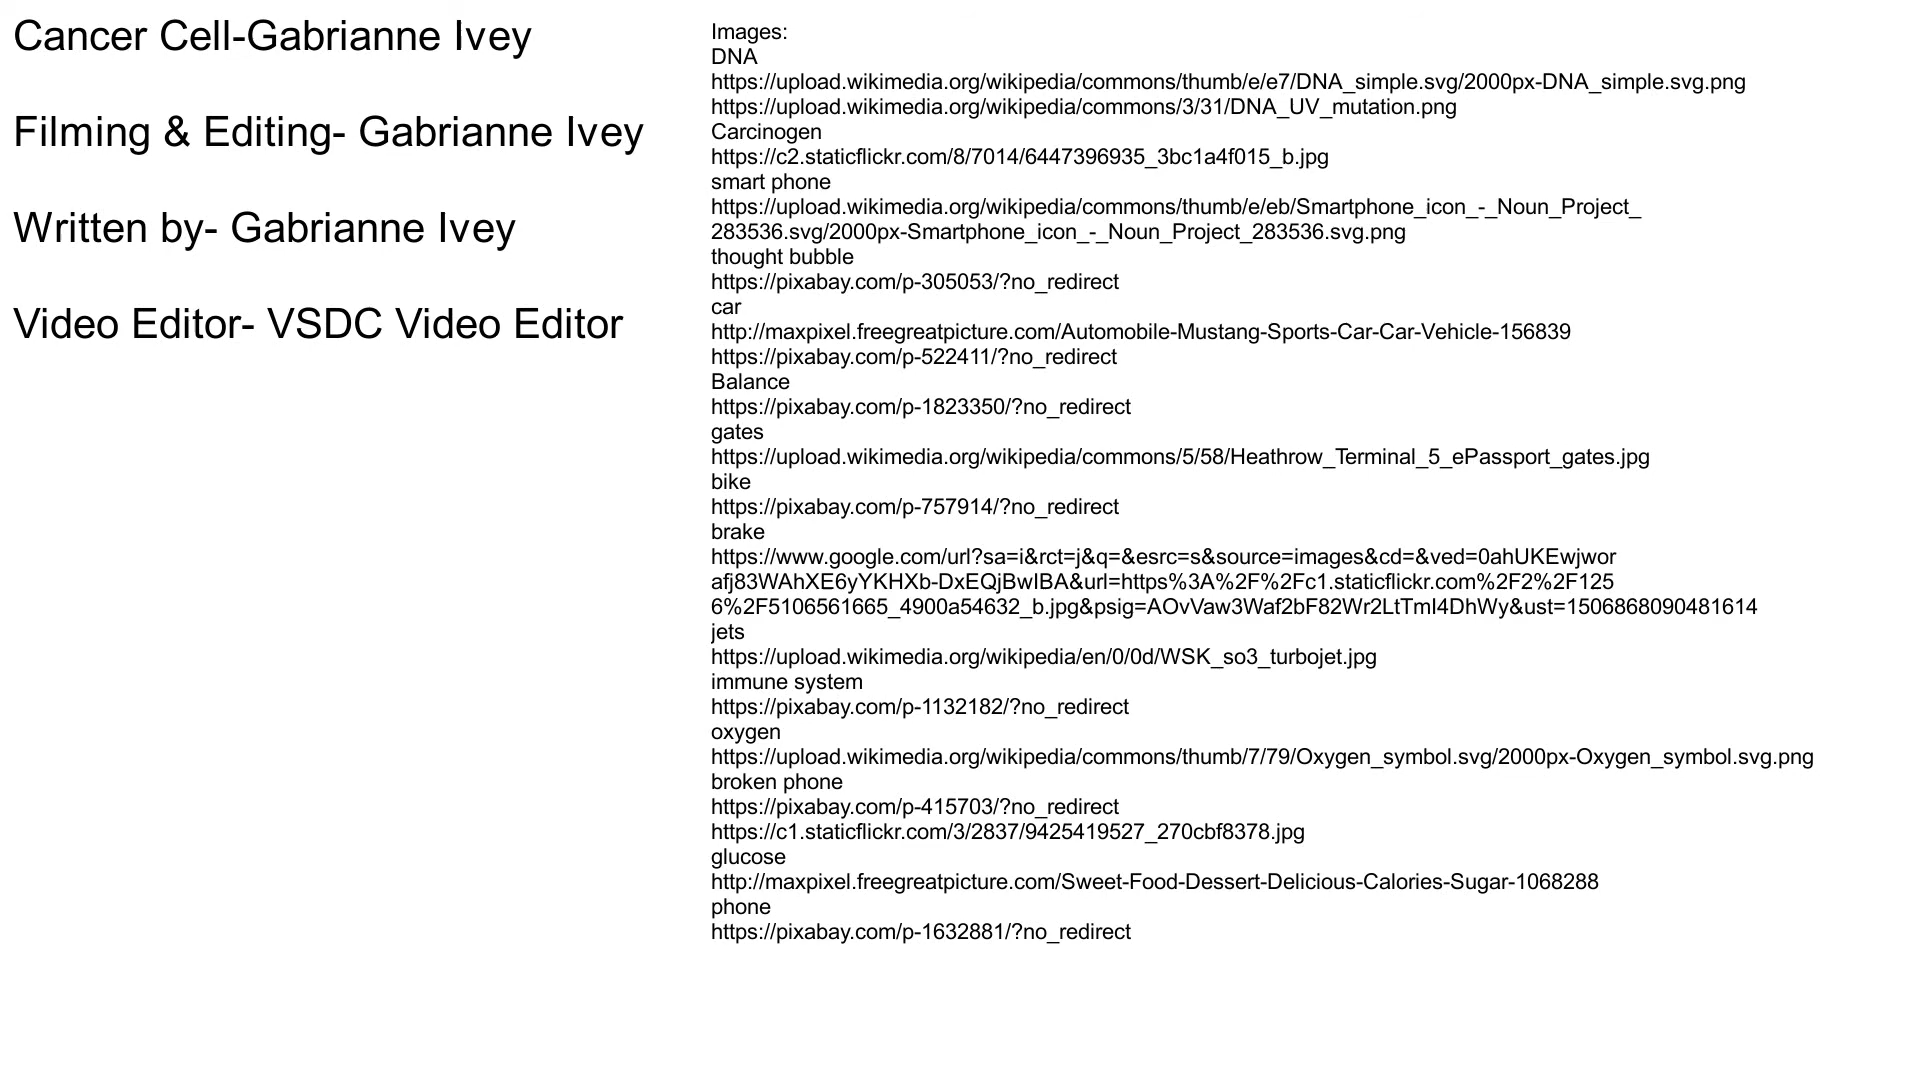 Cancer Cell-Gabrianne Ivey
Filming & Editing- Gabrianne Ivey
Written by- Gabrianne Ivey
Video Editor- VSDC Video Editor
Images:
DNA
https://upload.wikimedia.org/wikipedia/commons/thumb/e/e7/DNA_simple.svg/2000px-DNA_simple.svg.png
https://upload.wikimedia.org/wikipedia/commons/3/31/DNA_UV_mutation.png
Carcinogen
https://c2.staticflickr.com/8/7014/6447396935_3bc1a4f015_b.jpg
smart phone
https://upload.wikimedia.org/wikipedia/commons/thumb/e/eb/Smartphone_icon_-_Noun_Project_
283536.svg/2000px-Smartphone_icon_-_Noun_Project_283536.svg.png
thought bubble
https://pixabay.com/p-305053/?no_redirect
car
http://maxpixel.freegreatpicture.com/Automobile-Mustang-Sports-Car-Car-Vehicle-156839
https://pixabay.com/p-522411/?no_redirect
Balance
https://pixabay.com/p-1823350/?no_redirect
gates
https://upload.wikimedia.org/wikipedia/commons/5/58/Heathrow_Terminal_5_ePassport_gates.jpg
bike
https://pixabay.com/p-757914/?no_redirect
brake
https://www.google.com/url?sa=i&rct=j&q=&esrc=s&source=images&cd=&ved=0ahUKEwjwor
afj83WAhXE6yYKHXb-DxEQjBwIBA&url=https%3A%2F%2Fc1.staticflickr.com%2F2%2F125
6%2F5106561665_4900a54632_b.jpg&psig=AOvVaw3Waf2bF82Wr2LtTml4DhWy&ust=1506868090481614
jets
https://upload.wikimedia.org/wikipedia/en/0/0d/WSK_so3_turbojet.jpg
immune system
https://pixabay.com/p-1132182/?no_redirect
oxygen
https://upload.wikimedia.org/wikipedia/commons/thumb/7/79/Oxygen_symbol.svg/2000px-Oxygen_symbol.svg.png
broken phone
https://pixabay.com/p-415703/?no_redirect
https://c1.staticflickr.com/3/2837/9425419527_270cbf8378.jpg
glucose
http://maxpixel.freegreatpicture.com/Sweet-Food-Dessert-Delicious-Calories-Sugar-1068288
phone
https://pixabay.com/p-1632881/?no_redirect